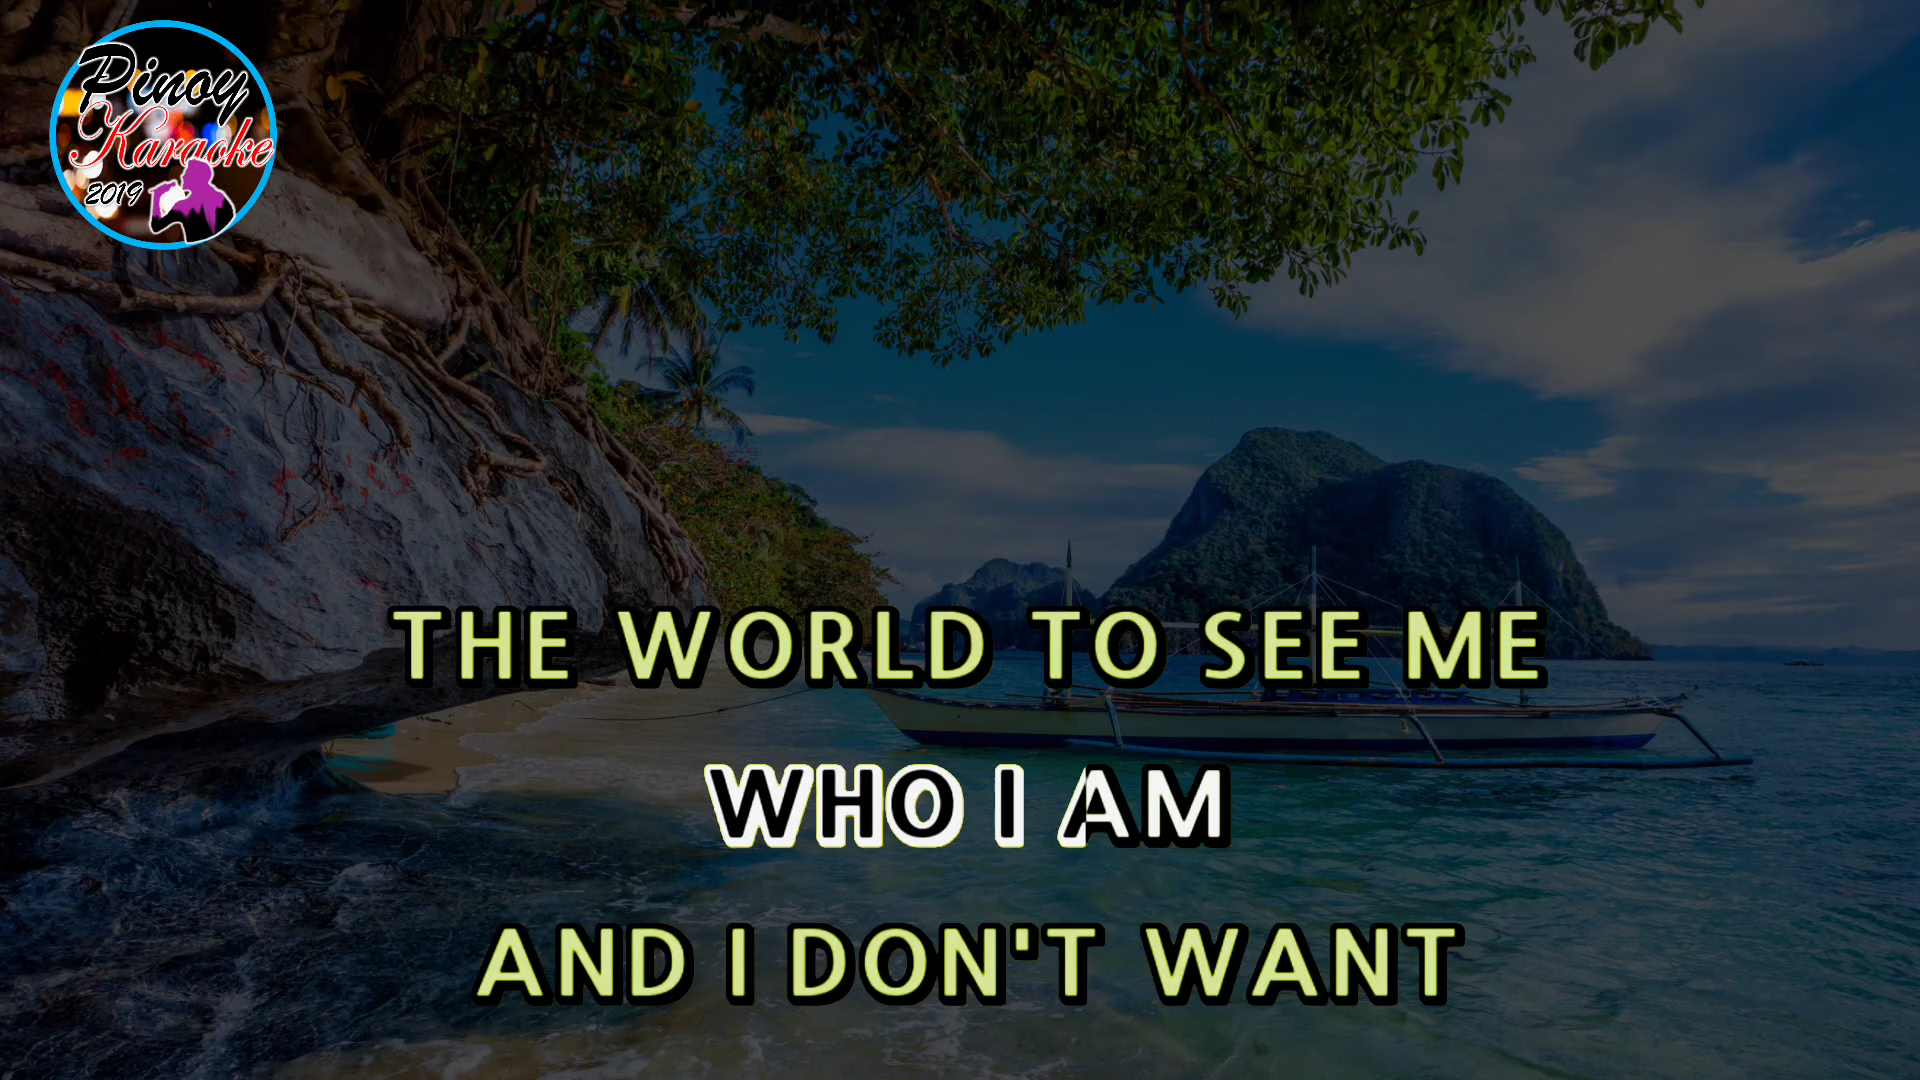 Pinoy
Karaoke
2019
THE WORLD TO SEE ME
WHO I AM
AND I DON'T WANT